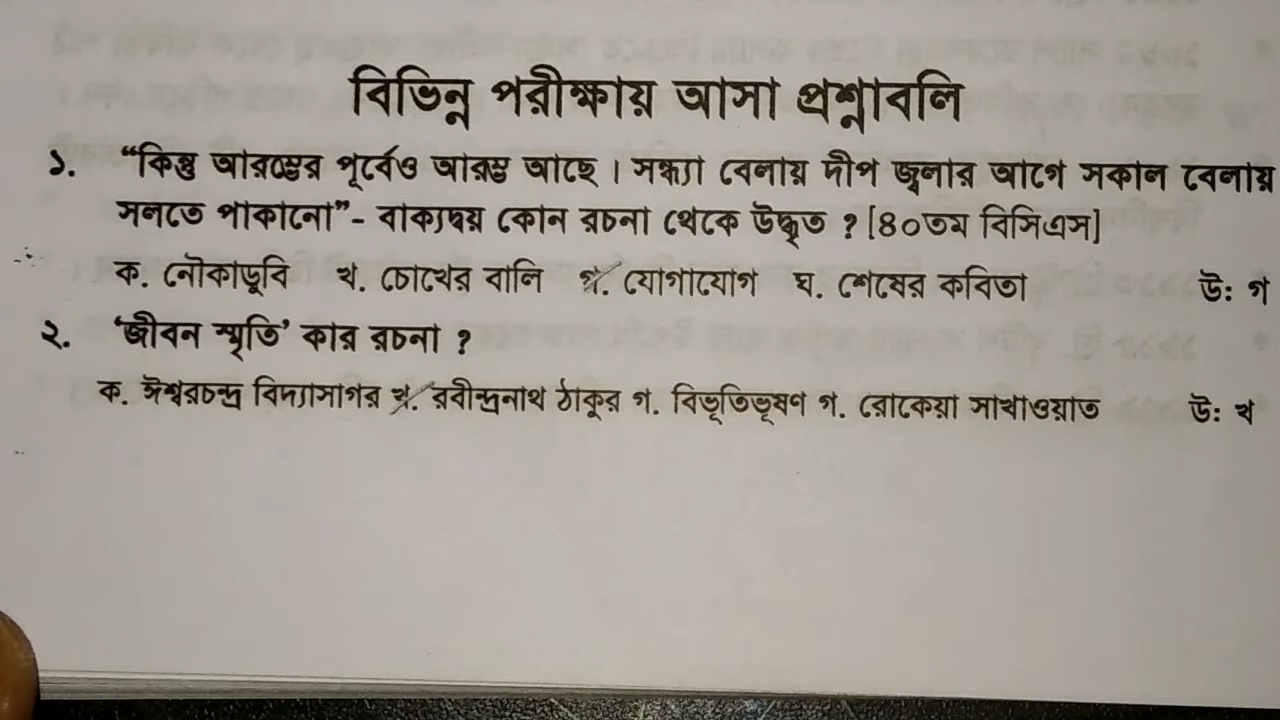 বিভিন্ন পরীক্ষায় আসা প্রশ্নাবলি
১. “কিন্তু আরম্ভের পূর্বেও আরম্ভ আছে । সন্ধ্যা বেলায় দীপ জ্বলার আগে সকাল বেলায়
সলতে পাকানো”- বাক্যদ্বয় কোন রচনা থেকে উদ্ধৃত ? [৪০তম বিসিএস]
ক. নৌকাডুবি খ. চোখের বালি গ. যোগাযোগ ঘ. শেষের কবিতা উ: গ
২. ‘জীবন স্মৃতি’ কার রচনা ?
ক. ঈশ্বরচন্দ্র বিদ্যাসাগর খ. রবীন্দ্রনাথ ঠাকুর গ. বিভূতিভূষণ গ. রোকেয়া সাখাওয়াত উ: খ